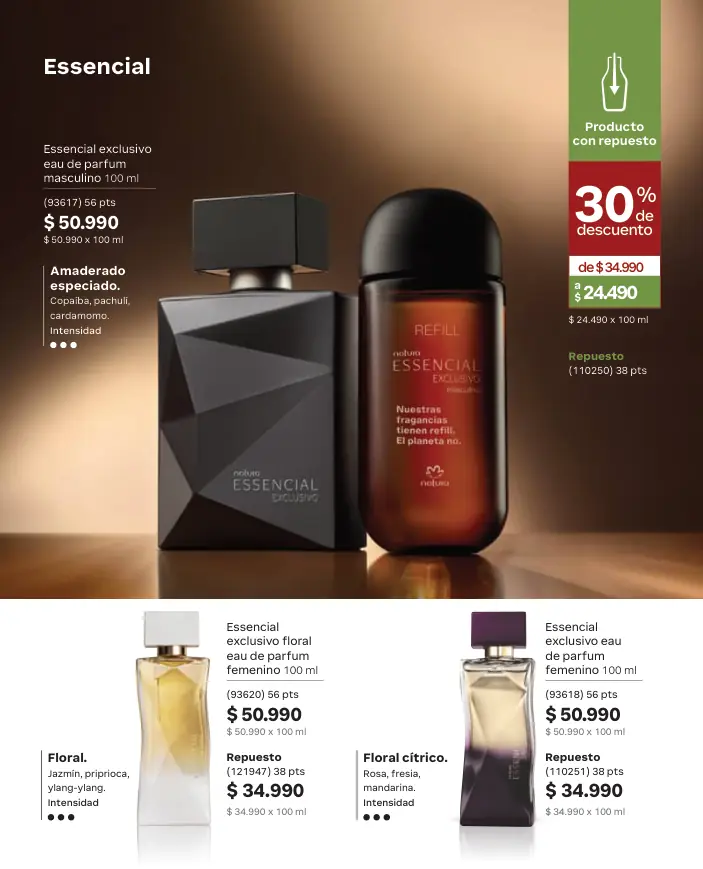 Essencial
Essencial exclusivo
eau de parfum
masculino 100 ml
(93617) 56 pts
$ 50.990
$ 50.990 x 100 ml
Amaderado
especiado.
Copaíba, pachulí,
cardamomo.
Intensidad
Producto
con repuesto
30%
de
descuento
de $ 34.990
a
$ 24.490
$ 24.490 x 100 ml
Repuesto
(110250) 38 pts
REFILL
natura
ESSENCIAL
EXCLUSIVO
Nuestras
fragancias
tienen refill.
El planeta no.
natura
natura
ESSENCIAL
EXCLUSIVO
Essencial
exclusivo floral
eau de parfum
femenino 100 ml
(93620) 56 pts
$ 50.990
$ 50.990 x 100 ml
Floral.
Jazmín, priprioca,
ylang-ylang.
Intensidad
Repuesto
(121947) 38 pts
$ 34.990
$ 34.990 x 100 ml
Essencial
exclusivo eau
de parfum
femenino 100 ml
(93618) 56 pts
$ 50.990
$ 50.990 x 100 ml
Floral cítrico.
Rosa, fresia,
mandarina.
Intensidad
Repuesto
(110251) 38 pts
$ 34.990
$ 34.990 x 100 ml